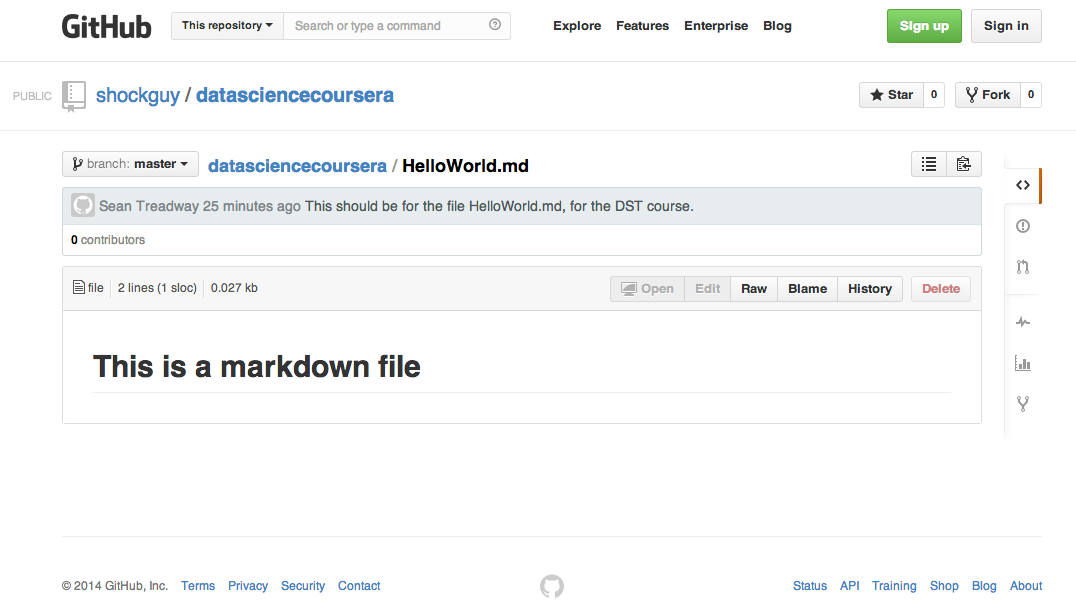 GitHub This repository Search or type a command Explore Features Enterprise Blog Sign up Sign in
PUBLIC shockguy / datasciencecoursera Star 0 Fork 0
branch: master datasciencecoursera / HelloWorld.md
Sean Treadway 25 minutes ago This should be for the file HelloWorld.md, for the DST course.
0 contributors
file 2 lines (1 sloc) 0.027 kb Open Edit Raw Blame History Delete
This is a markdown file
© 2014 GitHub, Inc. Terms Privacy Security Contact Status API Training Shop Blog About